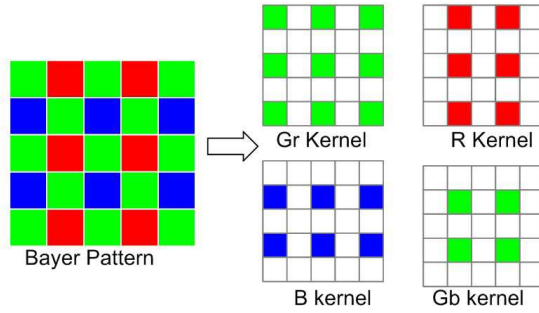 Gr Kernel
R Kernel
Bayer Pattern
B kernel
Gb kernel